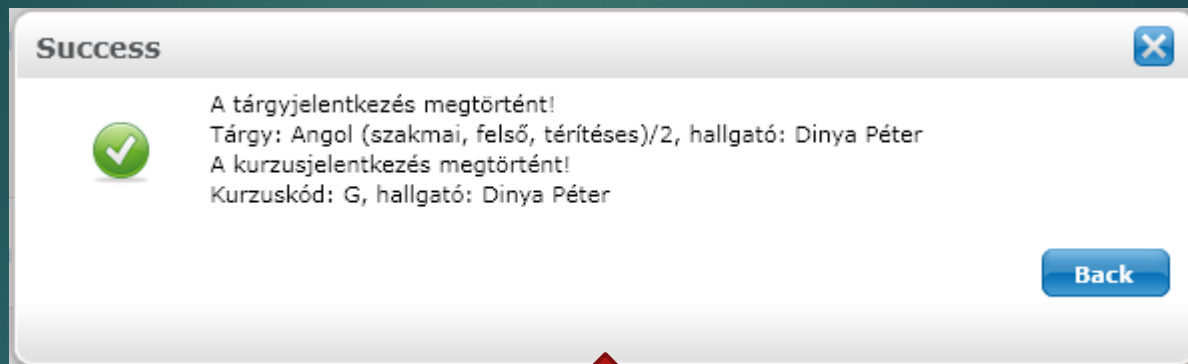 Success
A tárgyjelentkezés megtörtént!
Tárgy: Angol (szakmai, felső, térítéses)/2, hallgató: Dinya Péter
A kurzusjelentkezés megtörtént!
Kurzuskód: G, hallgató: Dinya Péter
Back